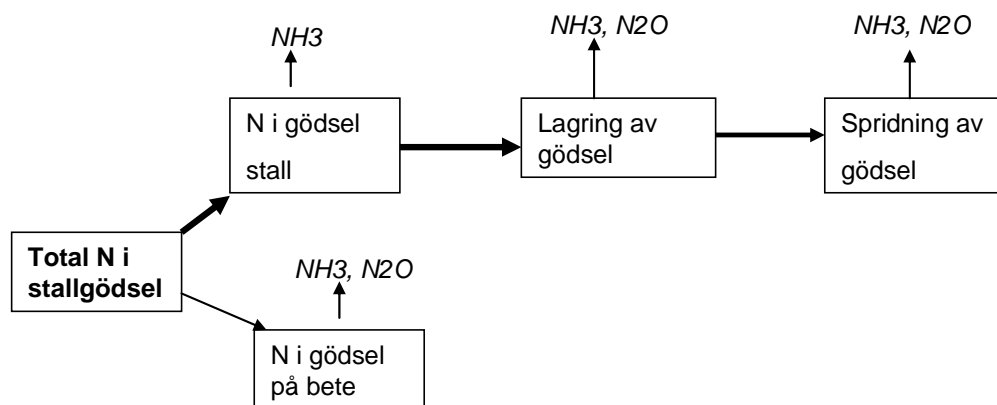 NH3
NH3, N2O
NH3, N2O
N i gödsel
stall
Lagring av
gödsel
Spridning av
gödsel
Total N i
stallgödsel
NH3, N2O
N i gödsel
på bete